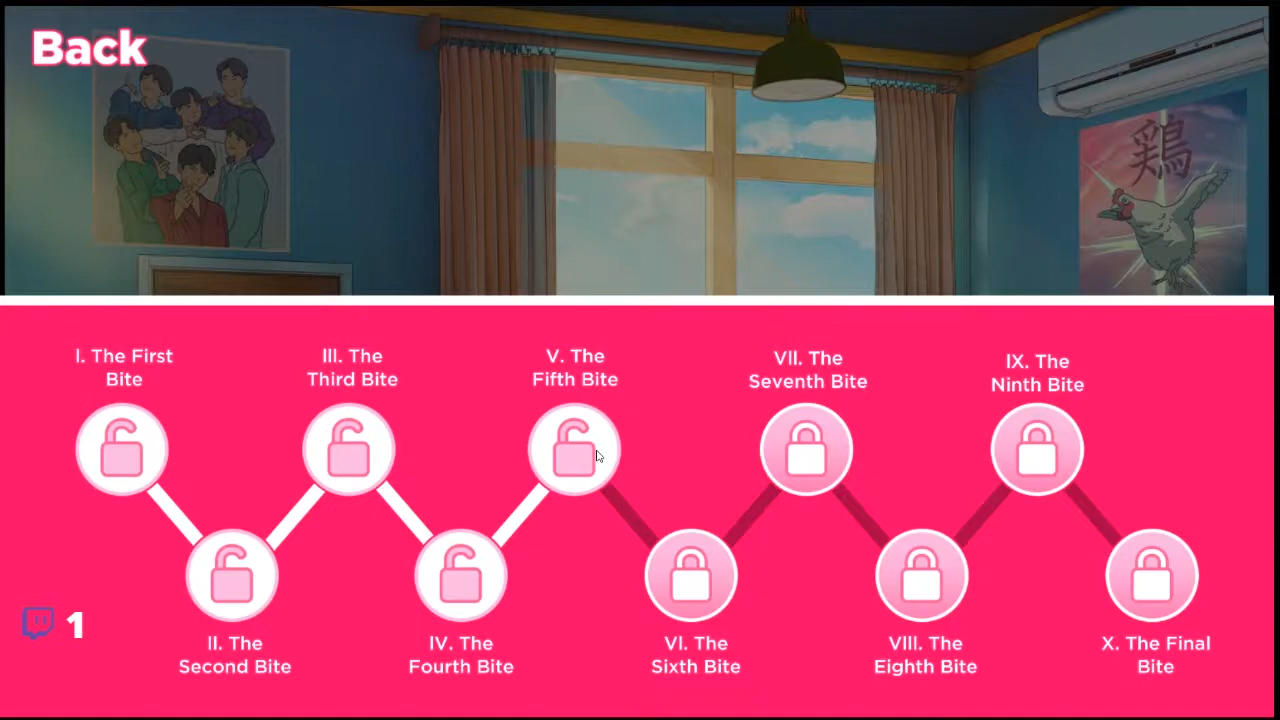 Back
鶏
I. The First
Bite
III. The
Third Bite
V. The
Fifth Bite
VII. The
Seventh Bite
IX. The
Ninth Bite
II. The
Second Bite
IV. The
Fourth Bite
VI. The
Sixth Bite
VIII. The
Eighth Bite
X. The Final
Bite
1